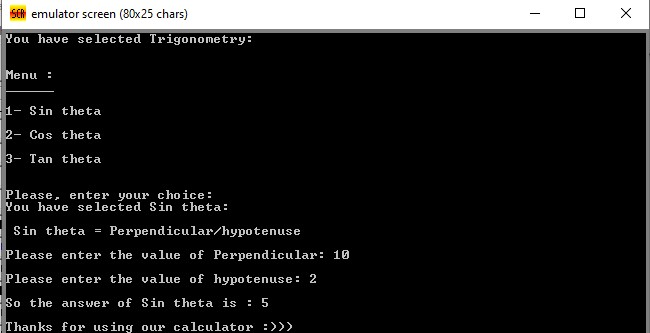 emulator screen (80x25 chars)
You have selected Trigonometry:
Menu :
1- Sin theta
2- Cos theta
3- Tan theta
Please, enter your choice:
You have selected Sin theta:
Sin theta = Perpendicular/hypotenuse
Please enter the value of Perpendicular: 10
Please enter the value of hypotenuse: 2
So the answer of Sin theta is : 5
Thanks for using our calculator :)))